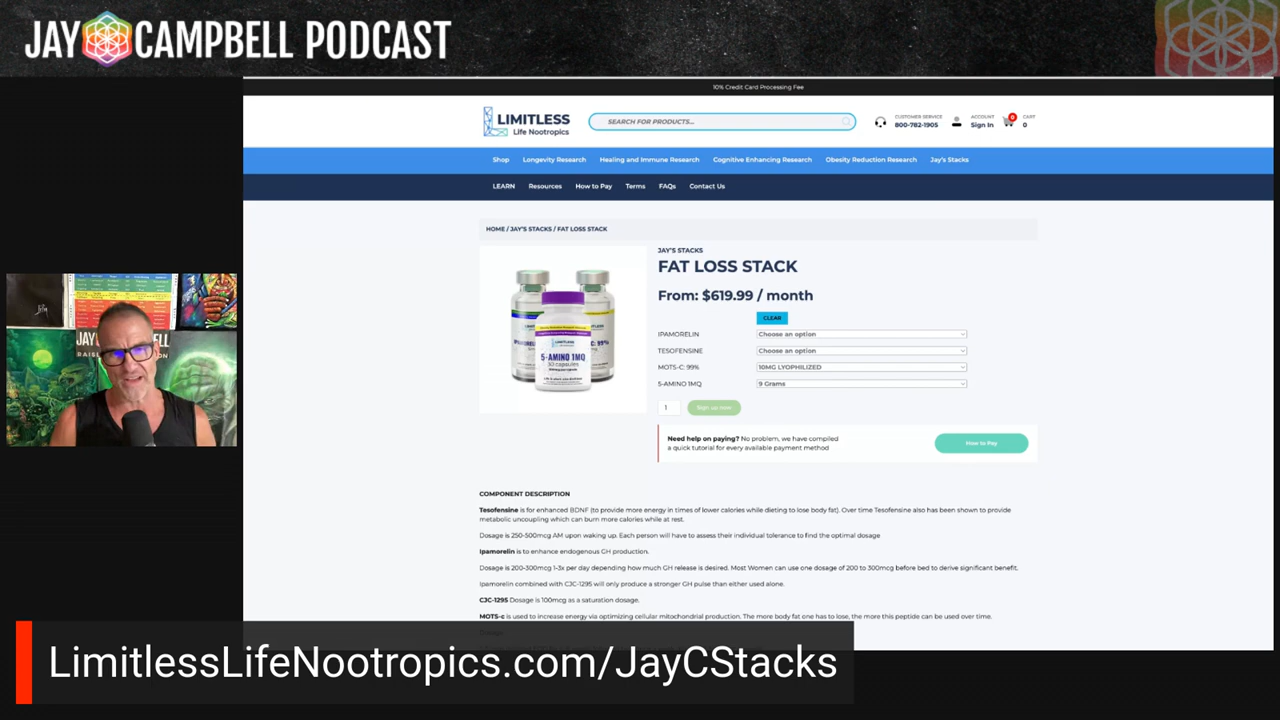 JAY CAMPBELL PODCAST
10% Credit Card Processing Fee
LIMITLESS
Life Nootropics
SEARCH FOR PRODUCTS...
CUSTOMER SERVICE
800-782-1905
ACCOUNT
Sign In
0
CART
0
Shop
Longevity Research
Healing and Immune Research
Cognitive Enhancing Research
Obesity Reduction Research
Jay's Stacks
LEARN
Resources
How to Pay
Terms
FAQs
Contact Us
HOME / JAY'S STACKS / FAT LOSS STACK
JAY'S STACKS
FAT LOSS STACK
From: $619.99 / month
CLEAR
IPAMORELIN
Choose an option
TESOFENSINE
Choose an option
MOTS-C: 99%
10MG LYOPHILIZED
5-AMINO 1MQ
9 Grams
1
Sign up now
Need help on paying? No problem, we have compiled
a quick tutorial for every available payment method
How to Pay
5-AMINO 1MQ
30 capsules
COMPONENT DESCRIPTION
Tesofensine is for enhanced BDNF (to provide more energy in times of lower calories while dieting to lose body fat). Over time Tesofensine also has been shown to provide
metabolic uncoupling which can burn more calories while at rest.
Dosage is 250-500mcg AM upon waking up. Each person will have to assess their individual tolerance to find the optimal dosage
Ipamorelin is to enhance endogenous GH production.
Dosage is 200-300mcg 1-3x per day depending how much GH release is desired. Most Women can use one dosage of 200 to 300mcg before bed to derive significant benefit.
Ipamorelin combined with CJC-1295 will only produce a stronger GH pulse than either used alone.
CJC-1295 Dosage is 100mcg as a saturation dosage.
MOTS-c is used to increase energy via optimizing cellular mitochondrial production. The more body fat one has to lose, the more this peptide can be used over time.
LimitlessLifeNootropics.com/JayCStacks